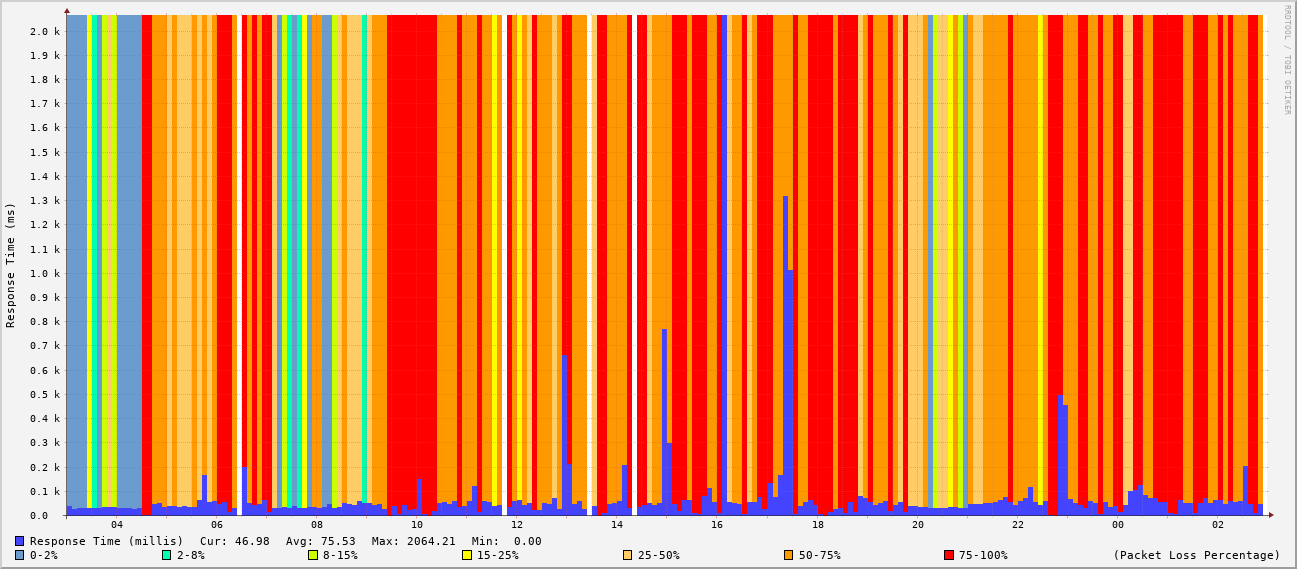 RRDTOOL / TOBI OETIKER
Response Time (ms)
2.0 k
1.9 k
1.8 k
1.7 k
1.6 k
1.5 k
1.4 k
1.3 k
1.2 k
1.1 k
1.0 k
0.9 k
0.8 k
0.7 k
0.6 k
0.5 k
0.4 k
0.3 k
0.2 k
0.1 k
0.0
04 06 08 10 12 14 16 18 20 22 00 02
Response Time (millis) Cur: 46.98 Avg: 75.53 Max: 2064.21 Min: 0.00
0-2% 2-8% 8-15% 15-25% 25-50% 50-75% 75-100% (Packet Loss Percentage)